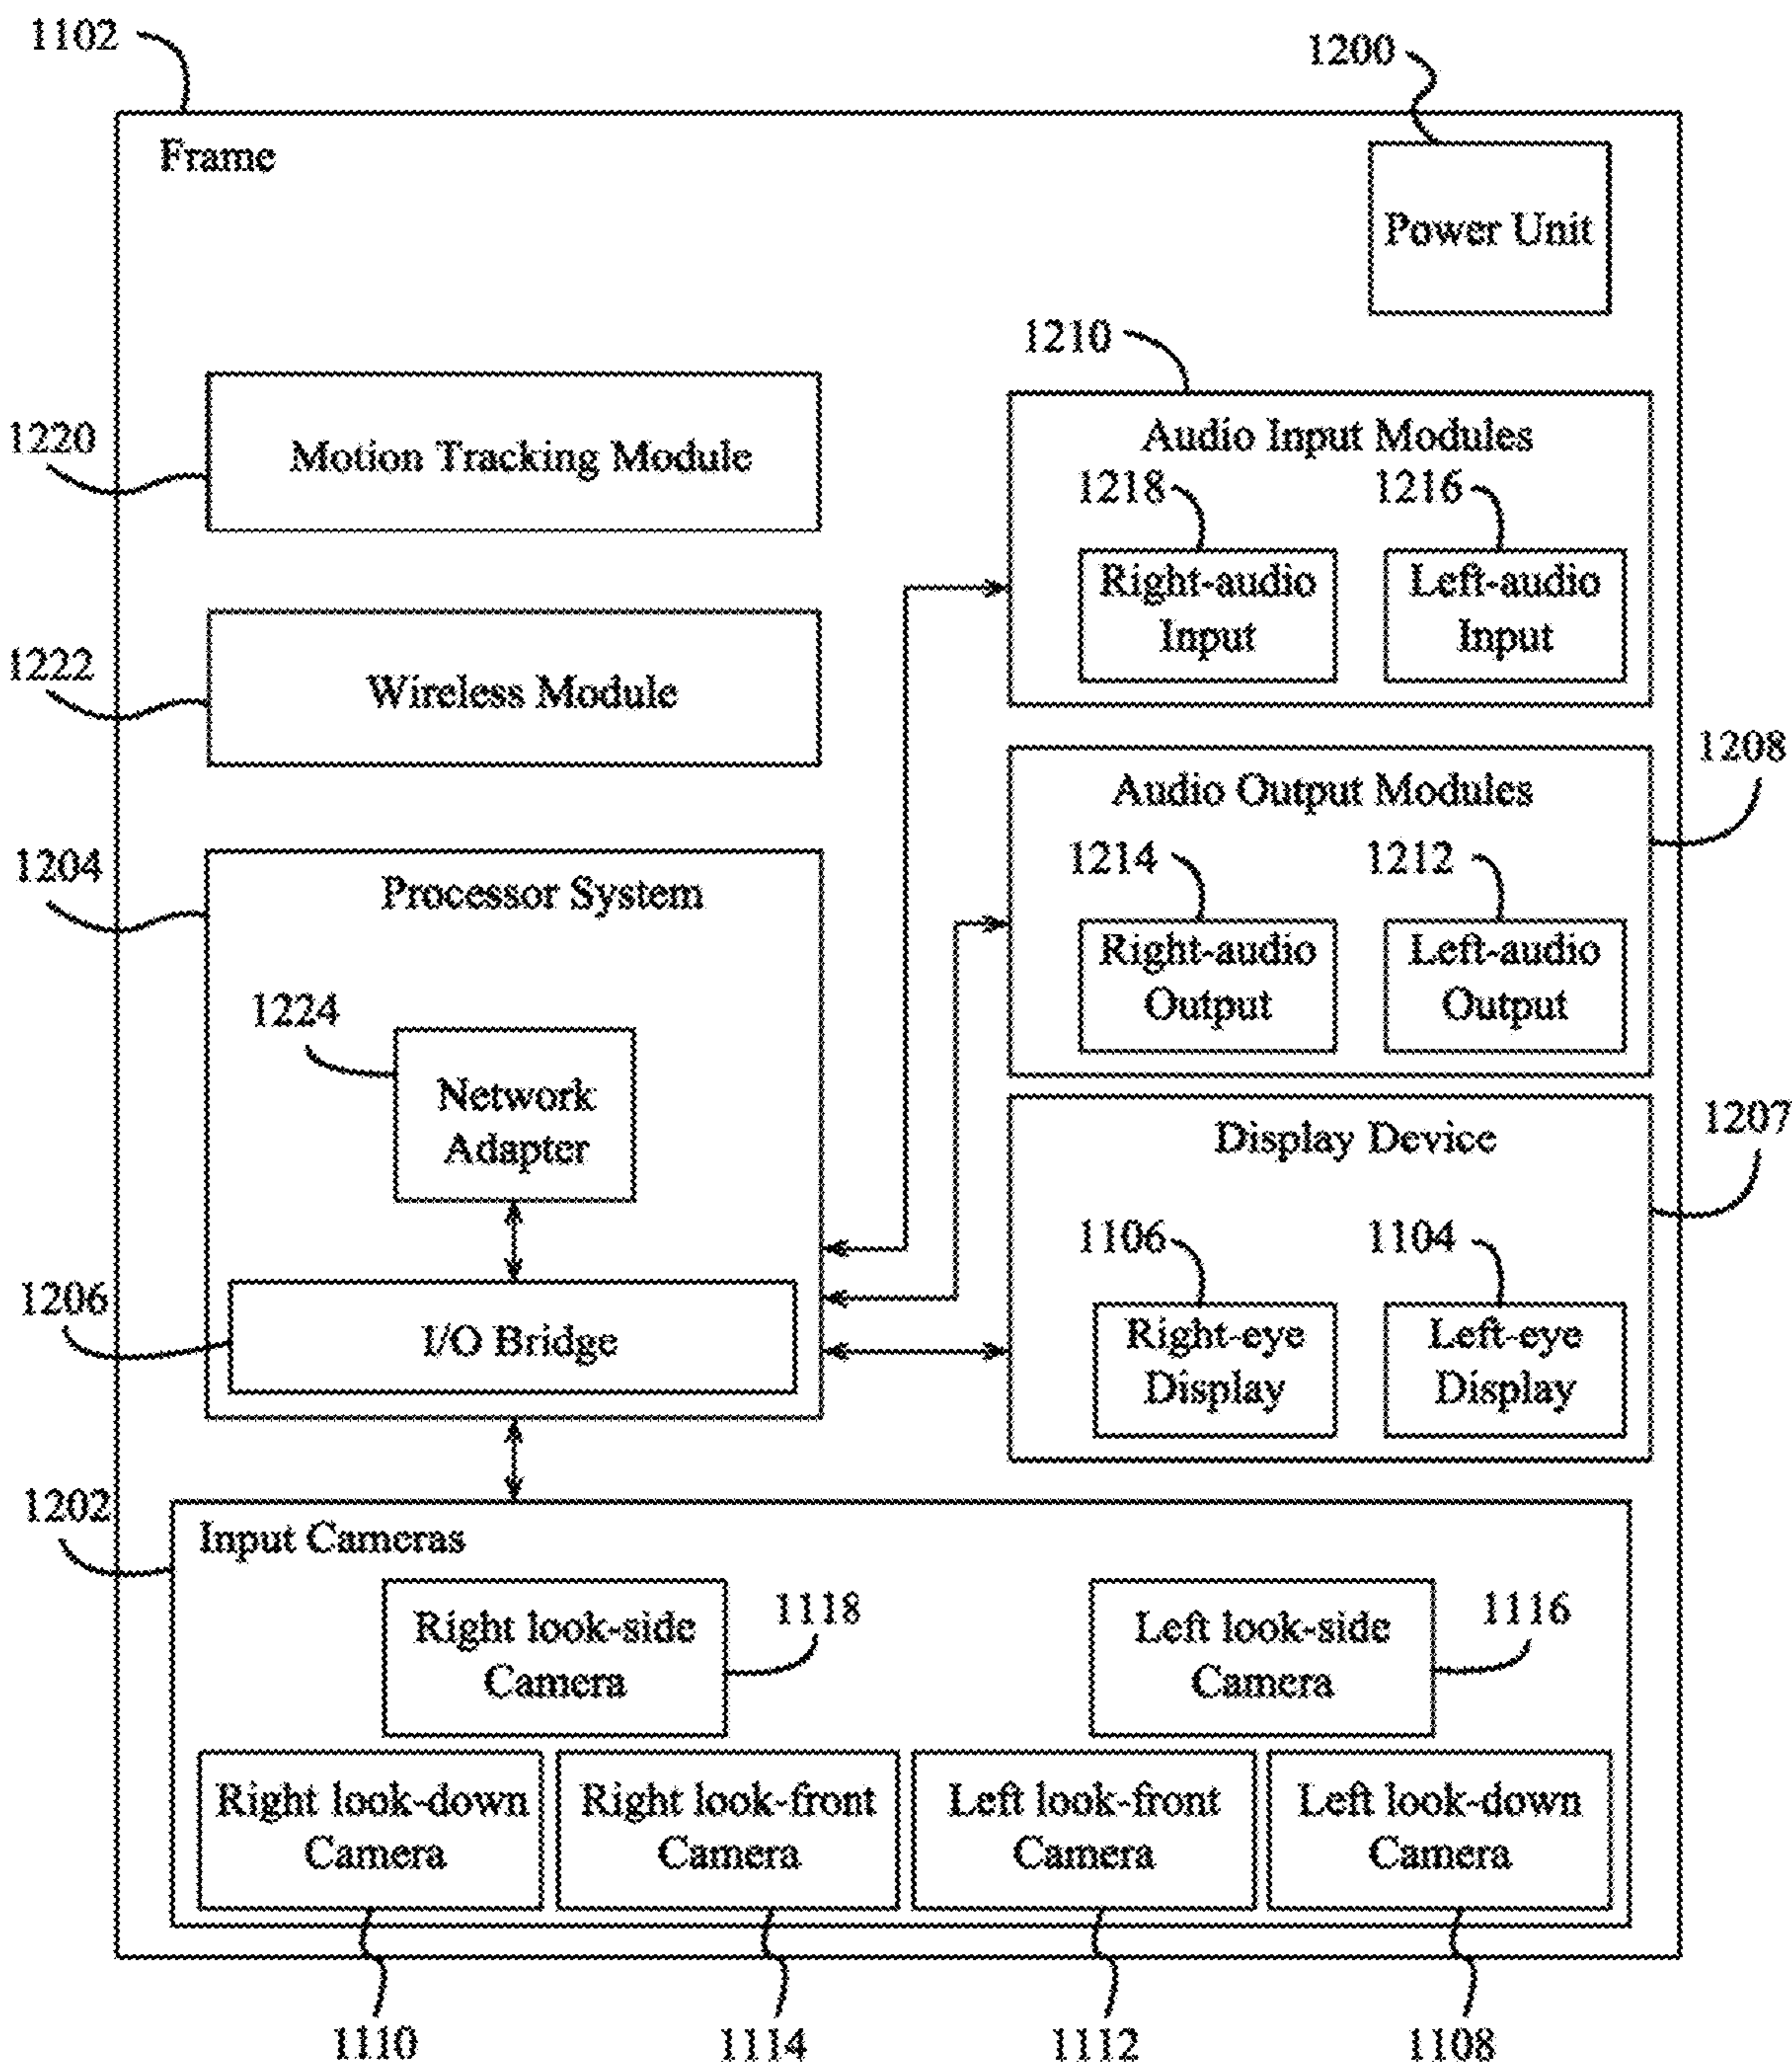 1102
1200
Frame
Power Unit
1210
1220
Motion Tracking Module
Audio Input Modules
1218
1216
Right-audio
Input
Left-audio
Input
1222
Wireless Module
1208
Audio Output Modules
1214
1212
Right-audio
Output
Left-audio
Output
1204
Processor System
1224
Network
Adapter
1207
Display Device
1106
1104
Right-eye
Display
Left-eye
Display
1206
I/O Bridge
1202
Input Cameras
Right look-side
Camera
1118
Left look-side
Camera
1116
Right look-down
Camera
Right look-front
Camera
Left look-front
Camera
Left look-down
Camera
1110
1114
1112
1108